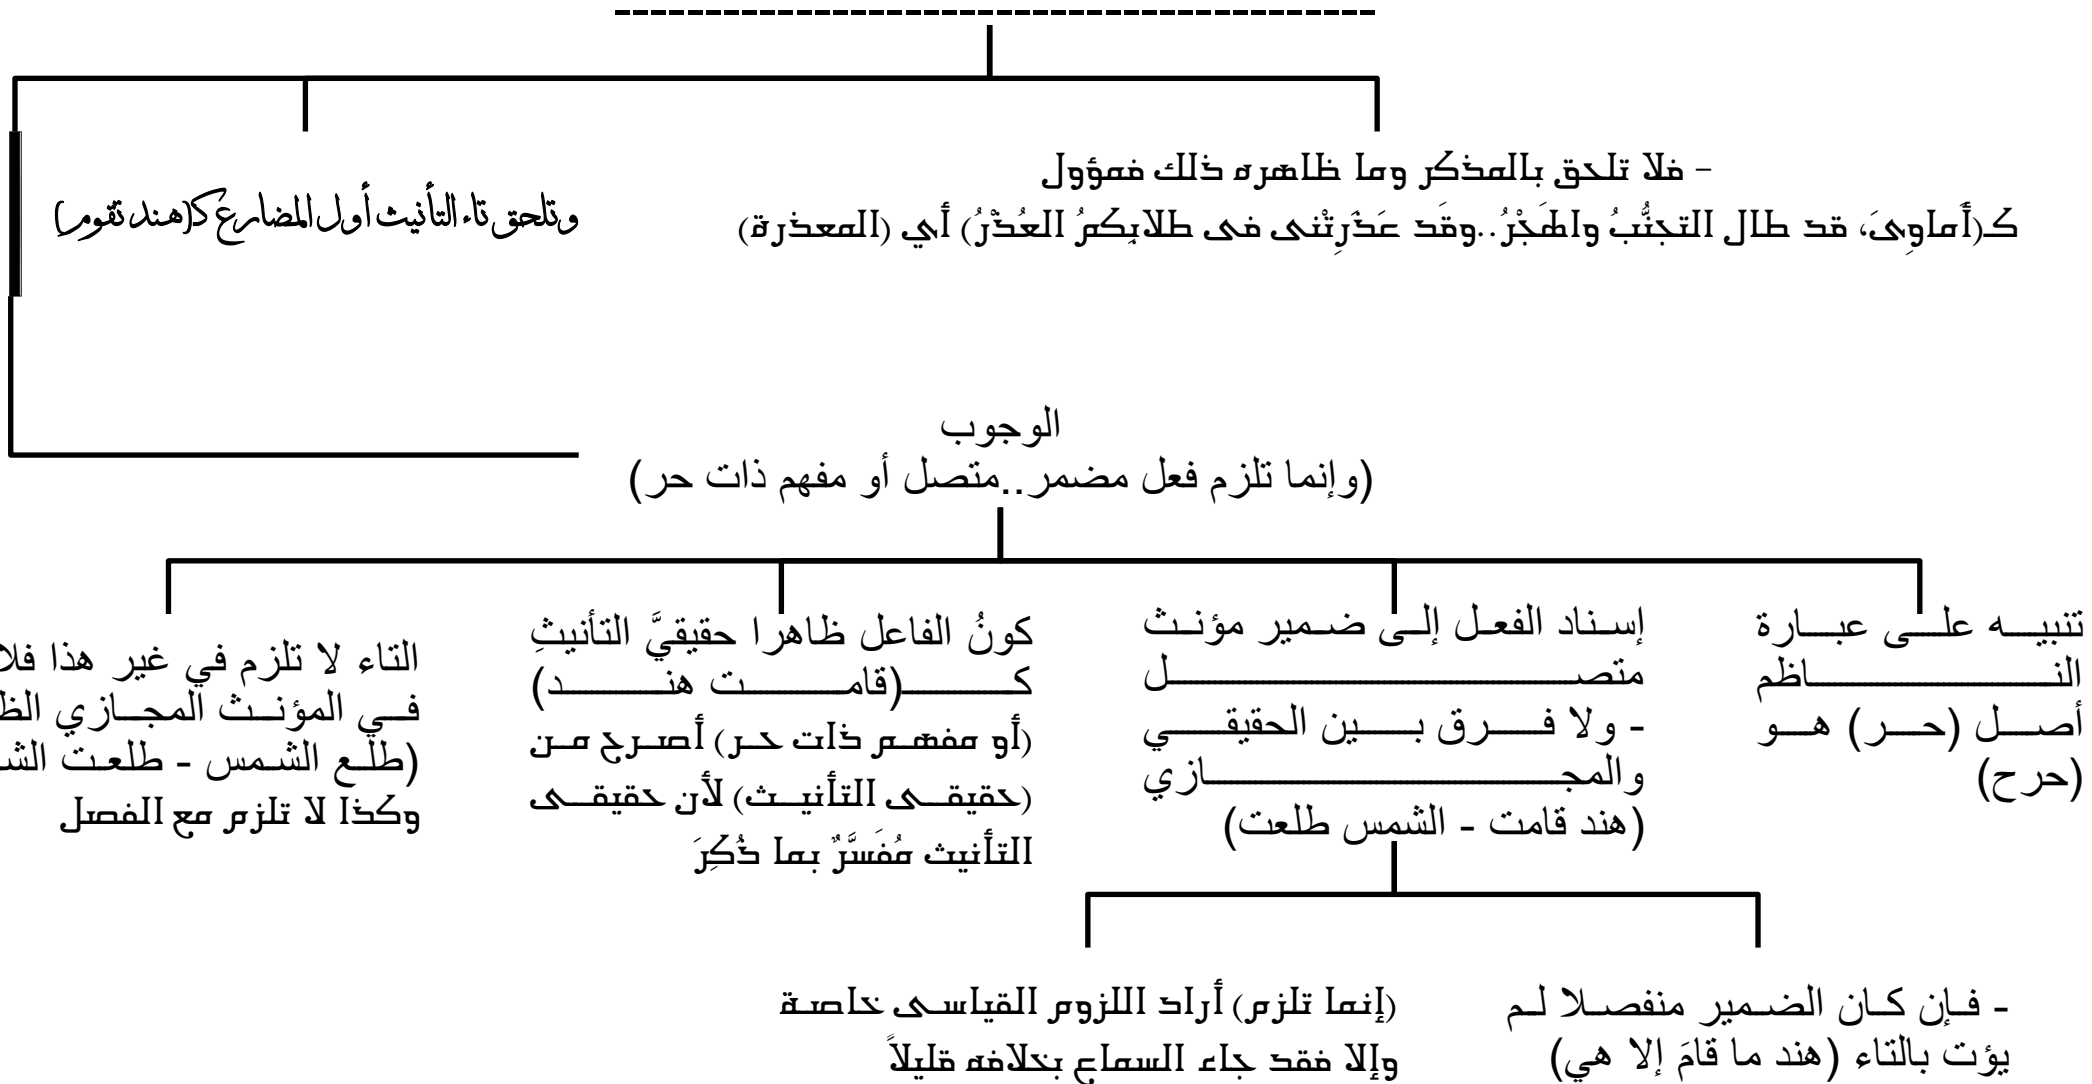 - فلا تلحق بالمذكر وما ظاهره ذلك فمؤول
كـ(أَماوِىَ، قد طال التجنُّبُ والهَجْرُ..وقَد عَذَرِتْنى فى طلابِكمُ العُذْرُ) أي (المعذرة)
وتلحق تاء التأنيث أول المضارع كـ(هند تقوم)
الوجوب
(وإنما تلزم فعل مضمر..متصل أو مفهم ذات حر)
تنبيه على عبارة
الناظم
أصل (حر) هو
(حرح)
إسناد الفعل إلى ضمير مؤنث
متصل
- ولا فرق بين الحقيقي
والمجازي
(هند قامت - الشمس طلعت)
كونُ الفاعل ظاهرا حقيقيَّ التأنيثِ
كـ(قامت هند)
(أو مفهم ذات حر) أصرح من
(حقيقى التأنيث) لأن حقيقى
التأنيث مُفَسَّرٌ بما ذُكِرَ
التاء لا تلزم في غير هذا فلا
في المؤنث المجازي
(طلع الشمس - طلعت
وكذا لا تلزم مع الفصل
- فإن كان الضمير منفصلا لم
يؤت بالتاء (هند ما قامَ إلا هي)
(إنما تلزم) أراد اللزوم القياسى خاصة
وإلا فقد جاء السماع بخلافه قليلاً